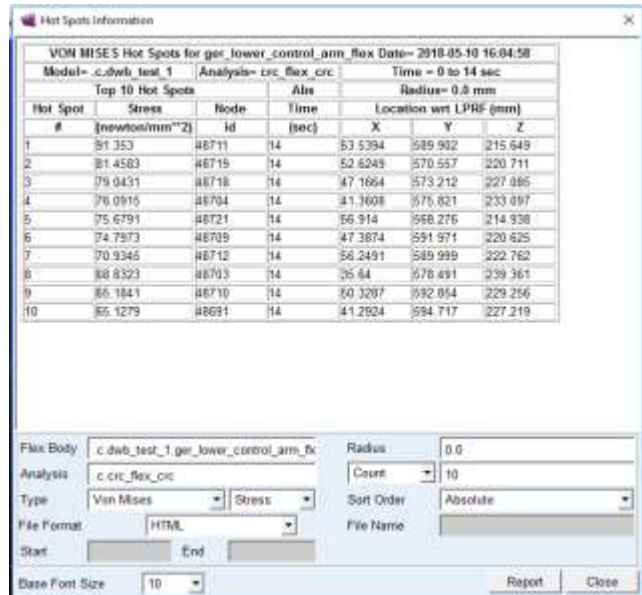 Hot Spots Information
VON MISES Hot Spots for ger_lower_control_arm_flex Date= 2018-05-10 16:04:58
Model= .c.dwb_test_1 Analysis= crc_flex_crc Time = 0 to 14 sec
Top 10 Hot Spots Abs Radius= 0.0 mm
Hot Spot Stress Node Time Location wrt LPRF (mm)
# (newton/mm**2) id (sec) X Y Z
1 91.353 48711 14 53.5394 589.902 215.649
2 81.4583 48719 14 52.6249 570.557 220.711
3 79.0431 48718 14 47.1664 573.212 227.085
4 76.0915 48704 14 41.3608 575.821 233.097
5 75.6791 48721 14 56.914 568.276 214.938
6 74.7973 48709 14 47.3874 591.971 220.625
7 70.9345 48712 14 56.2491 589.999 222.762
8 68.8323 48703 14 35.64 578.491 239.361
9 65.1841 48710 14 50.3287 592.854 229.256
10 65.1279 48691 14 41.2924 594.717 227.219
Flex Body c.dwb_test_1.ger_lower_control_arm_fle Radius 0.0
Analysis c.crc_flex_crc Count 10
Type Von Mises Stress Sort Order Absolute
File Format HTML File Name
Start End
Base Font Size 10 Report Close